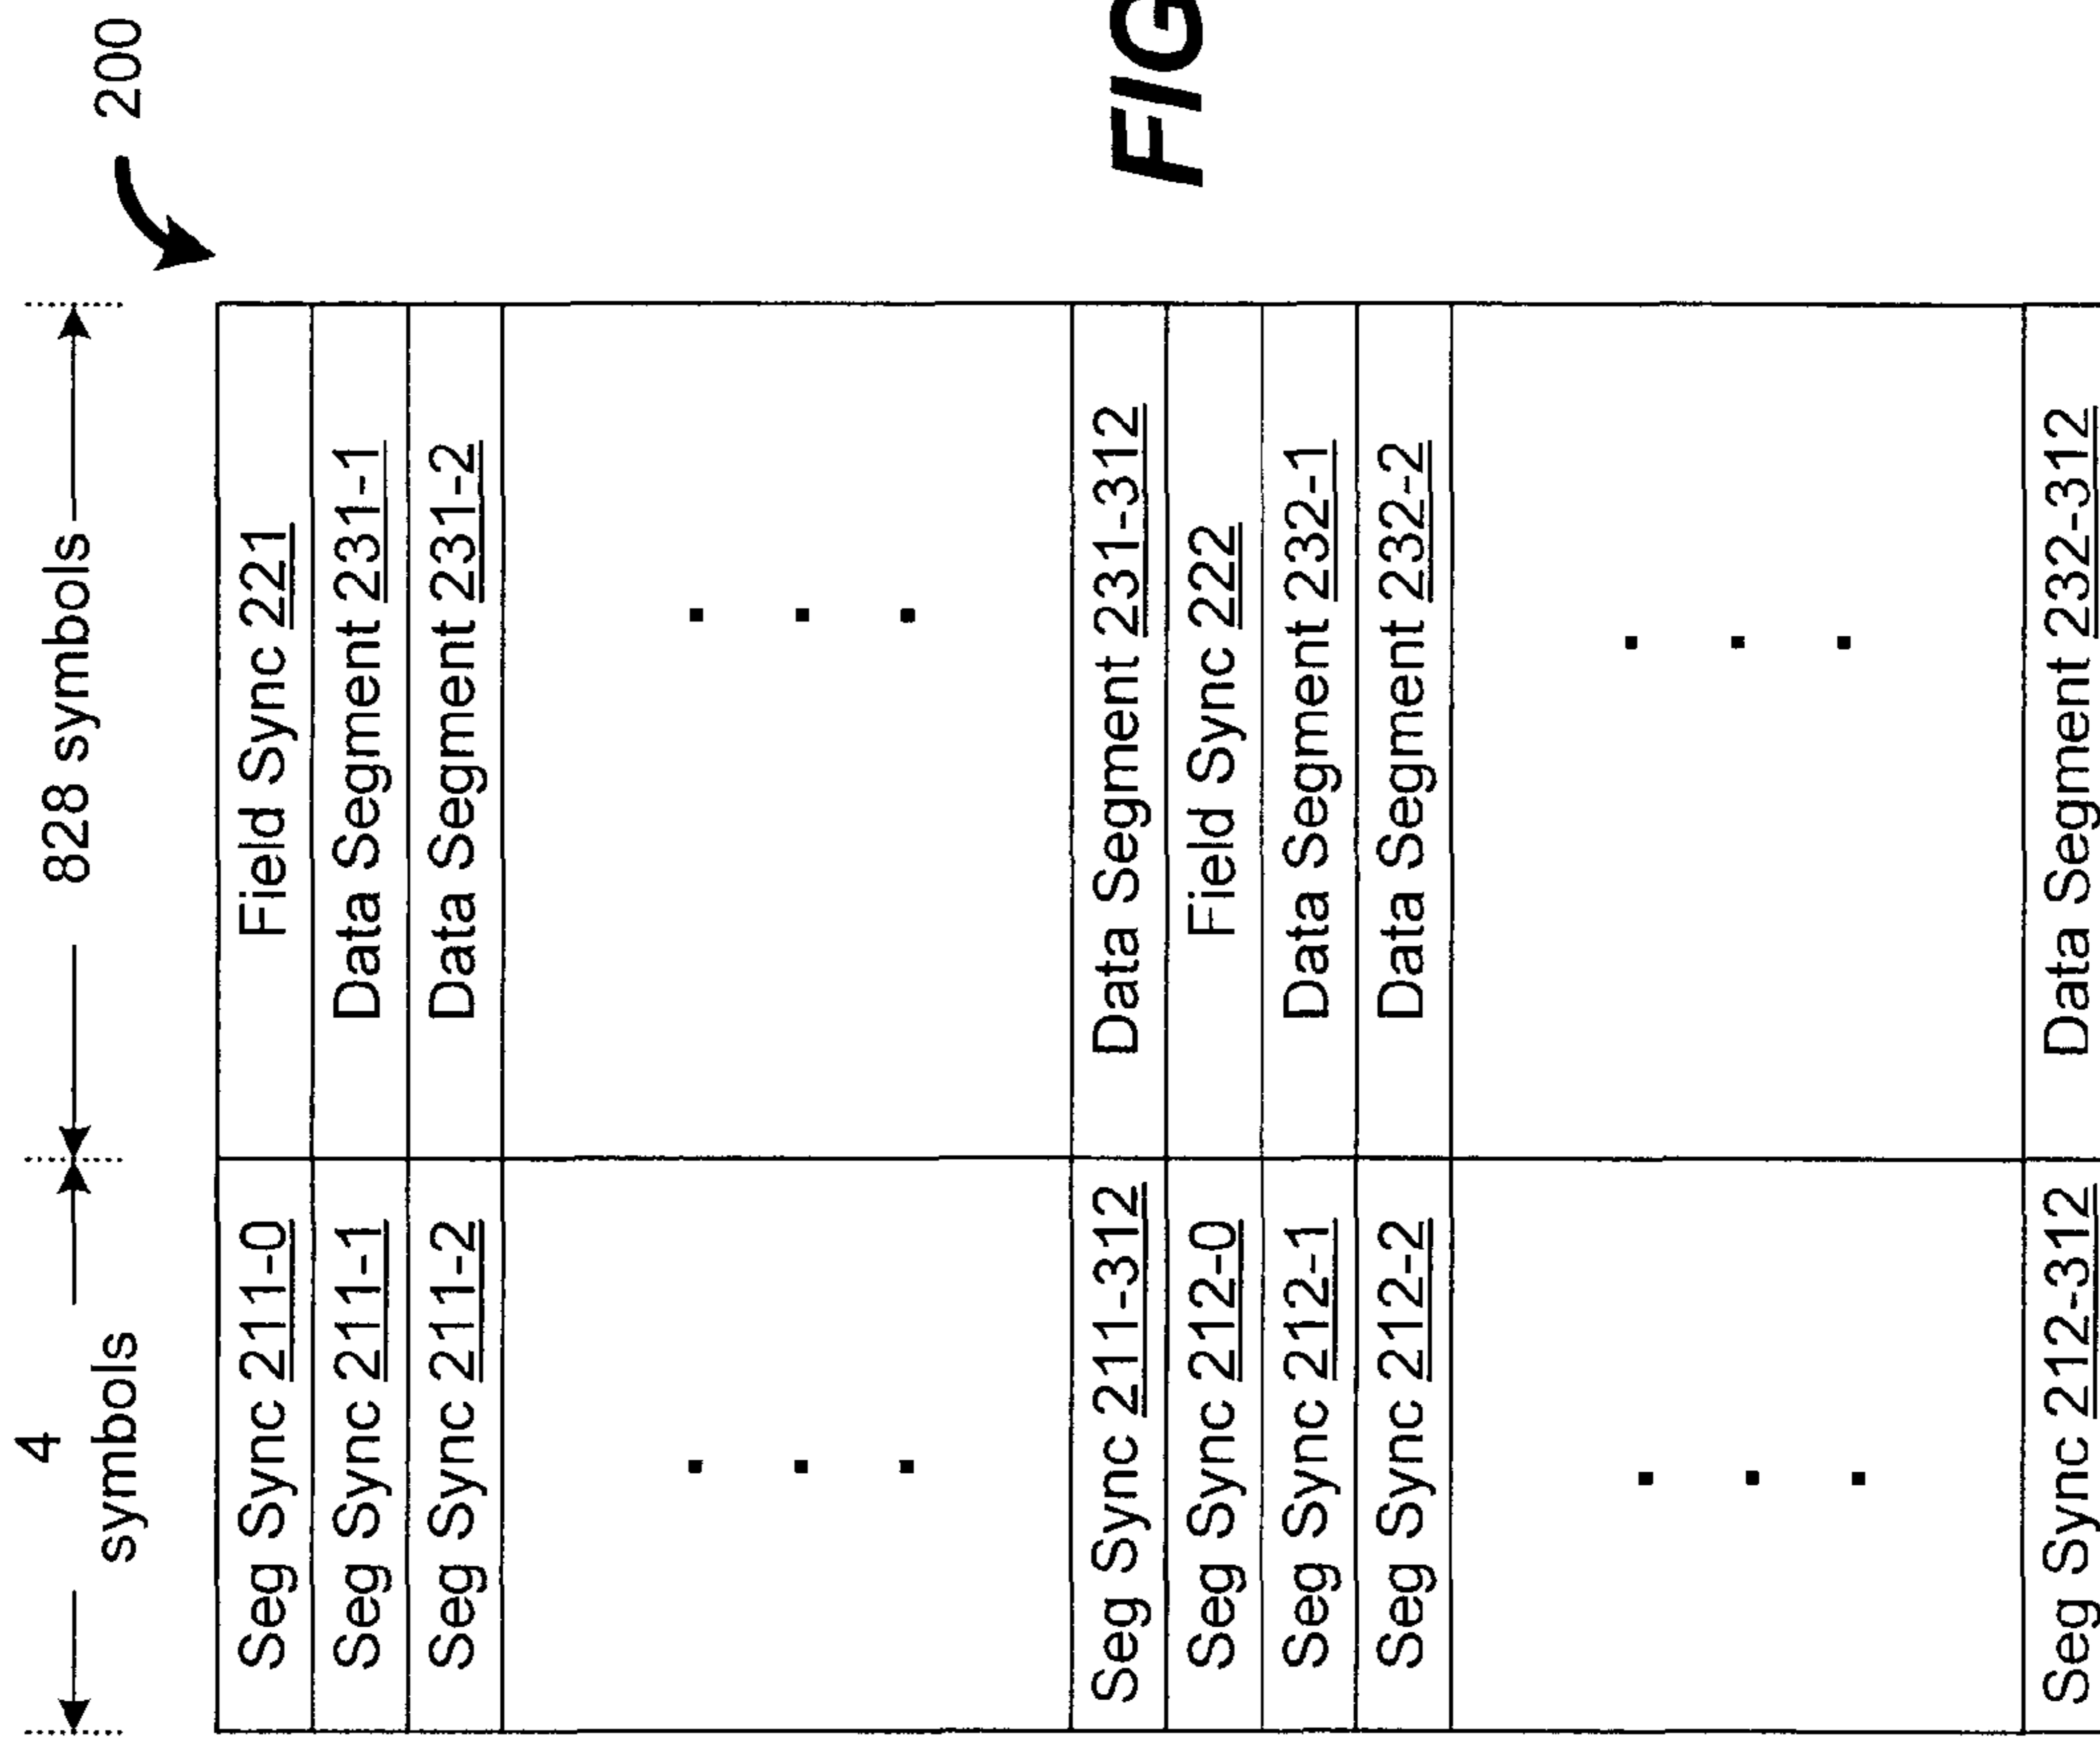 4
symbols
828 symbols
200
Seg Sync 211-0 Field Sync 221
Seg Sync 211-1 Data Segment 231-1
Seg Sync 211-2 Data Segment 231-2
. .
. .
. .
Seg Sync 211-312 Data Segment 231-312
Seg Sync 212-0 Field Sync 222
Seg Sync 212-1 Data Segment 232-1
Seg Sync 212-2 Data Segment 232-2
. .
. .
. .
Seg Sync 212-312 Data Segment 232-312
FIG